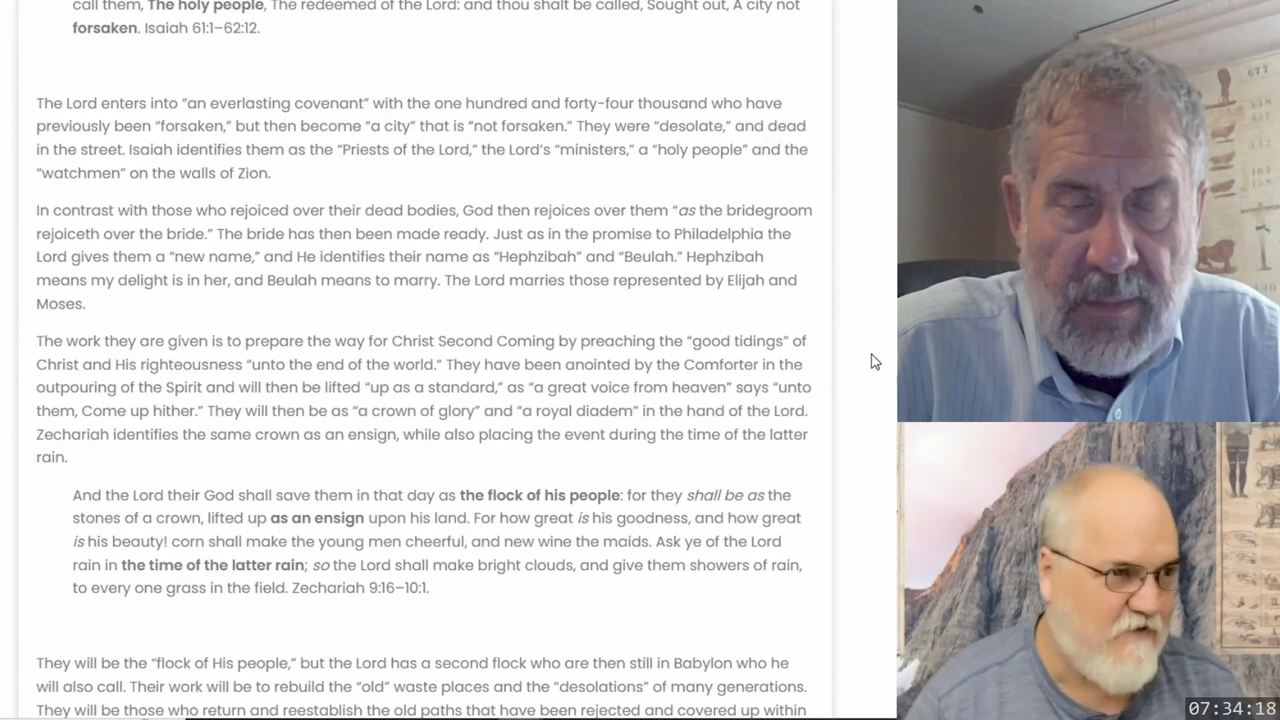 call them, The holy people, The redeemed of the Lord: and thou shalt be called, Sought out, A city not
forsaken. Isaiah 61:1–62:12.
The Lord enters into “an everlasting covenant” with the one hundred and forty-four thousand who have
previously been “forsaken,” but then become “a city” that is “not forsaken.” They were “desolate,” and dead
in the street. Isaiah identifies them as the “Priests of the Lord,” the Lord’s “ministers,” a “holy people” and the
“watchmen” on the walls of Zion.
In contrast with those who rejoiced over their dead bodies, God then rejoices over them “as the bridegroom
rejoiceth over the bride.” The bride has then been made ready. Just as in the promise to Philadelphia the
Lord gives them a “new name,” and He identifies their name as “Hephzibah” and “Beulah.” Hephzibah
means my delight is in her, and Beulah means to marry. The Lord marries those represented by Elijah and
Moses.
The work they are given is to prepare the way for Christ Second Coming by preaching the “good tidings” of
Christ and His righteousness “unto the end of the world.” They have been anointed by the Comforter in the
outpouring of the Spirit and will then be lifted “up as a standard,” as “a great voice from heaven” says “unto
them, Come up hither.” They will then be as “a crown of glory” and “a royal diadem” in the hand of the Lord.
Zechariah identifies the same crown as an ensign, while also placing the event during the time of the latter
rain.
And the Lord their God shall save them in that day as the flock of his people: for they shall be as the
stones of a crown, lifted up as an ensign upon his land. For how great is his goodness, and how great
is his beauty! corn shall make the young men cheerful, and new wine the maids. Ask ye of the Lord
rain in the time of the latter rain; so the Lord shall make bright clouds, and give them showers of rain,
to every one grass in the field. Zechariah 9:16–10:1.
They will be the “flock of His people,” but the Lord has a second flock who are then still in Babylon who he
will also call. Their work will be to rebuild the “old” waste places and the “desolations” of many generations.
They will be those who return and reestablish the old paths that have been rejected and covered up within
677
07:34:18